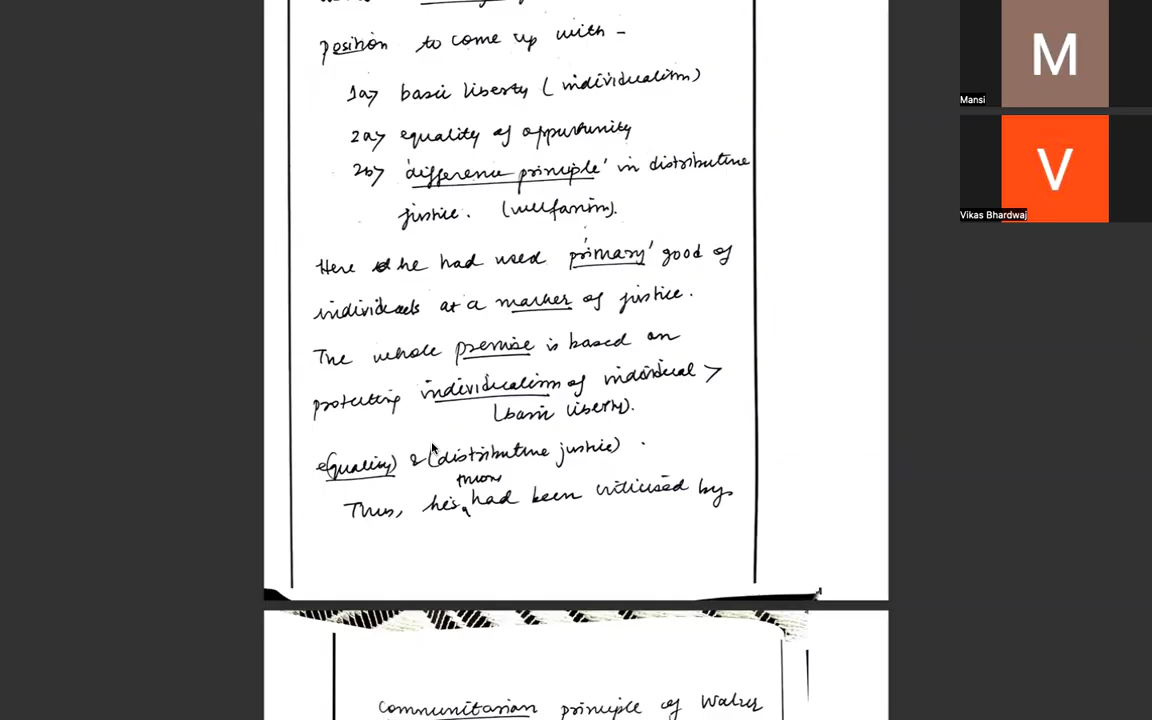 position to come up with -
1a> basic liberty (individualism)
2a> equality of oppurtunity
2b> 'difference principle' in distributive
justice. (welfarism).
Here he had used 'primary' good of
individuals at a marker of justice.
The whole premise is based on
protecting individualism of individual >
(basic liberty).
equality) & (distributive justice)
theory
Thus, his had been criticised by
communitarian principle of Walzer
M
Mansi
V
Vikas Bhardwaj